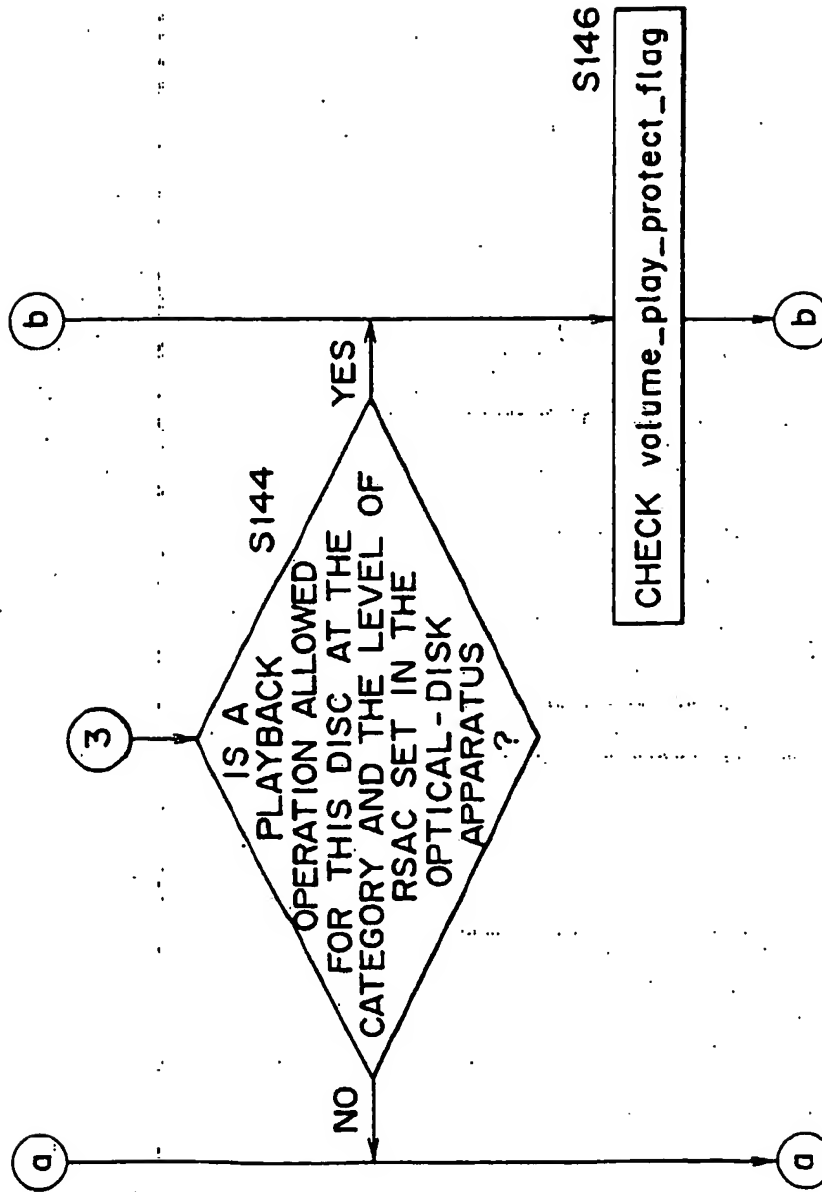 a
3
b
S144
IS A
PLAYBACK
OPERATION ALLOWED
FOR THIS DISC AT THE
CATEGORY AND THE LEVEL OF
RSAC SET IN THE
OPTICAL-DISK
APPARATUS
?
NO
YES
S146
CHECK volume_play_protect_flag
a
b